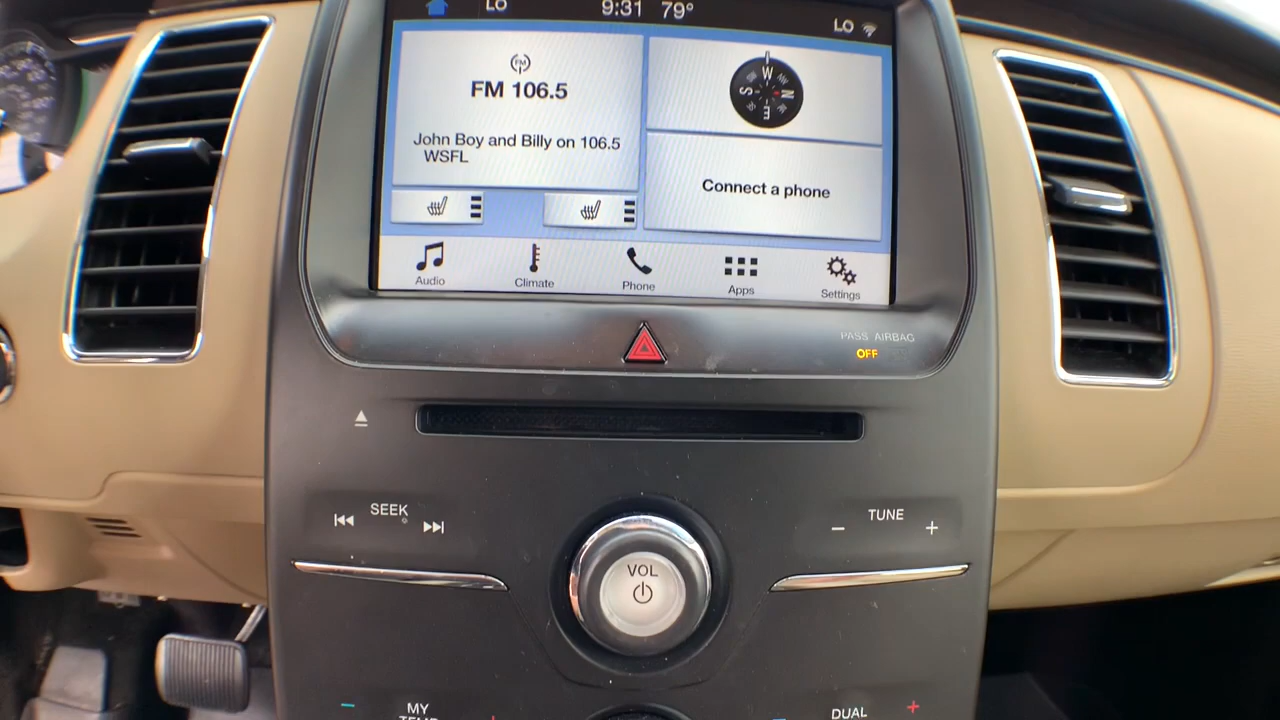 LO 9:31 79° LO
FM
FM 106.5
John Boy and Billy on 106.5
WSFL
W
N
E
S
Connect a phone
Audio Climate Phone Apps Settings
PASS AIRBAG
OFF
SEEK
TUNE
− +
VOL
MY
TEMP
DUAL